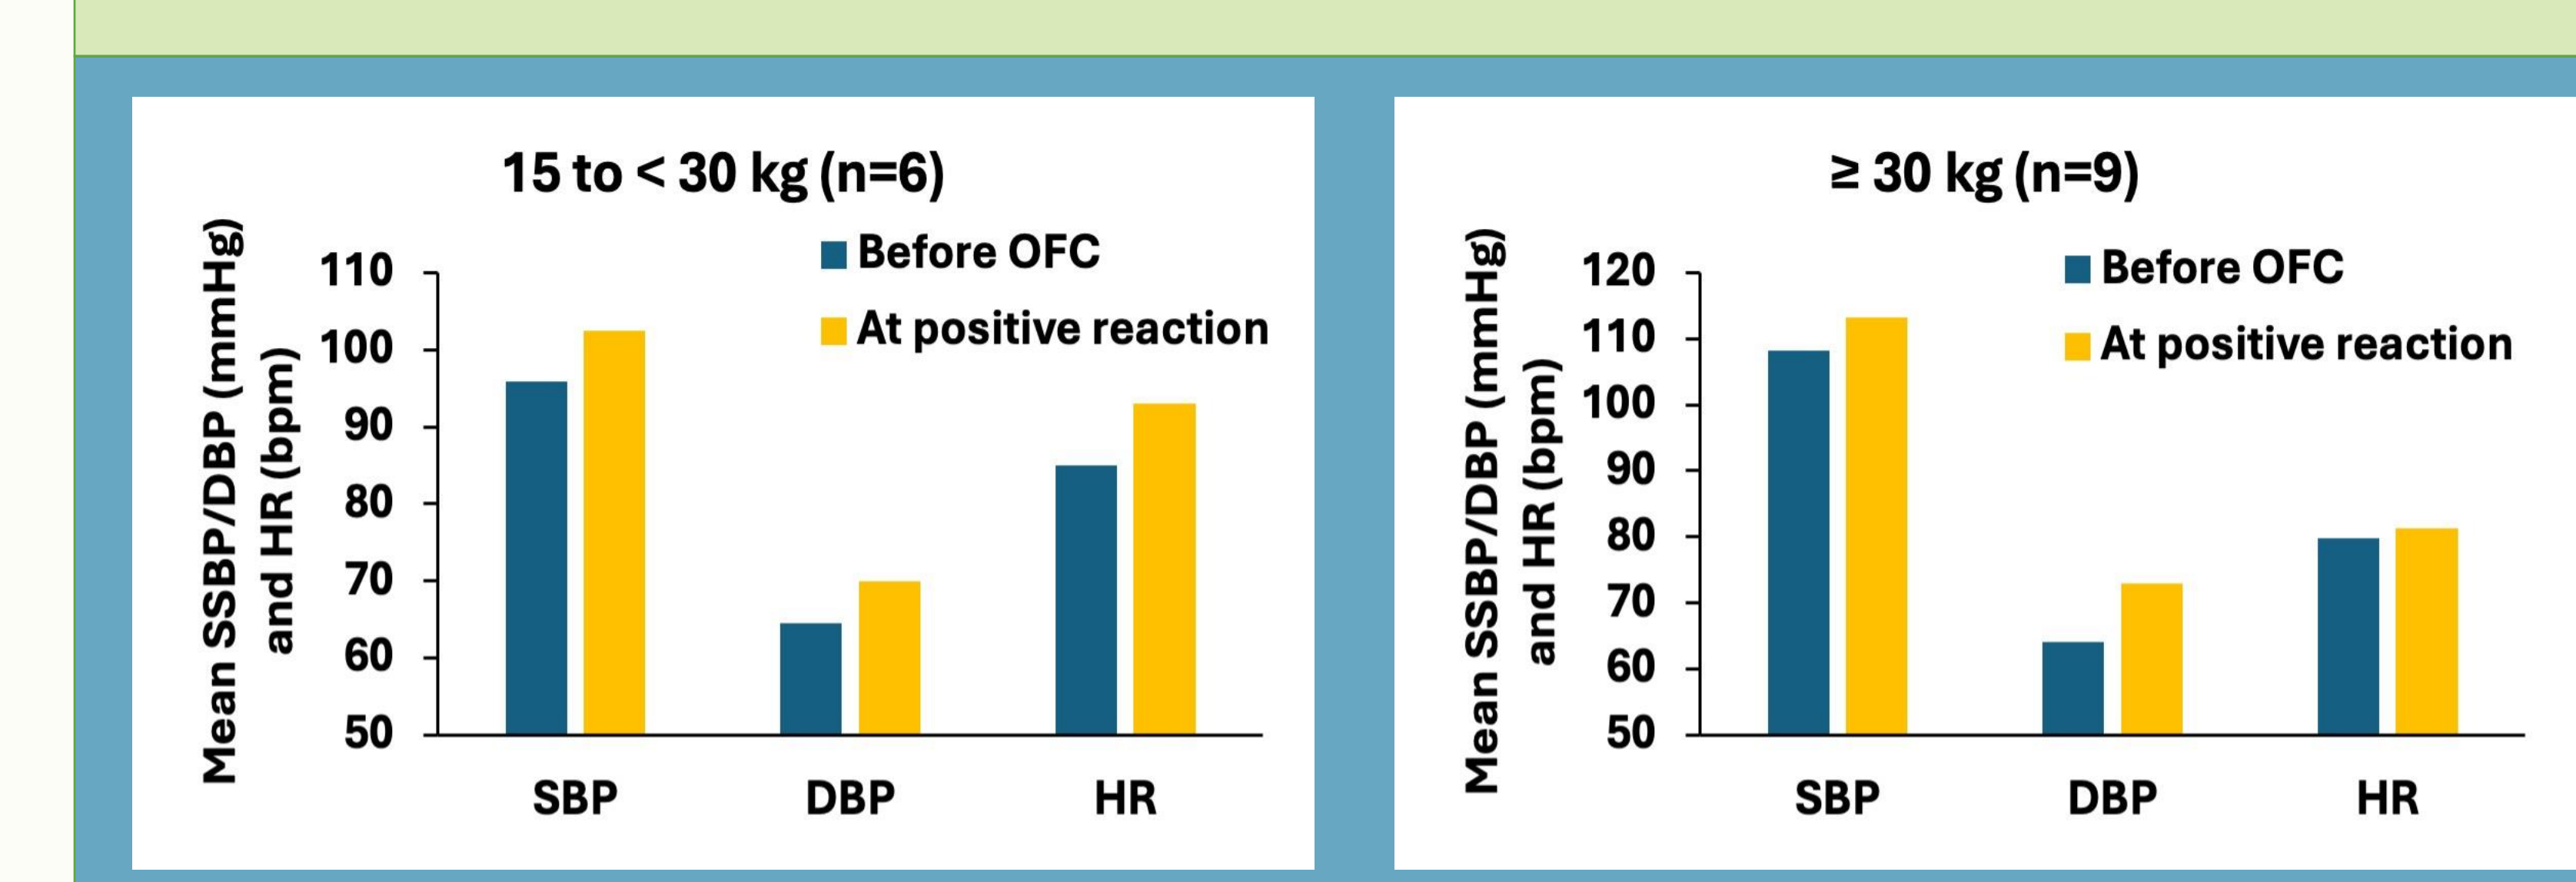 15 to < 30 kg (n=6)
Mean SSBP/DBP (mmHg)
and HR (bpm)
Before OFC
At positive reaction
110
100
90
80
70
60
50
SBP DBP HR
≥ 30 kg (n=9)
Mean SSBP/DBP (mmHg)
and HR (bpm)
Before OFC
At positive reaction
120
110
100
90
80
70
60
50
SBP DBP HR